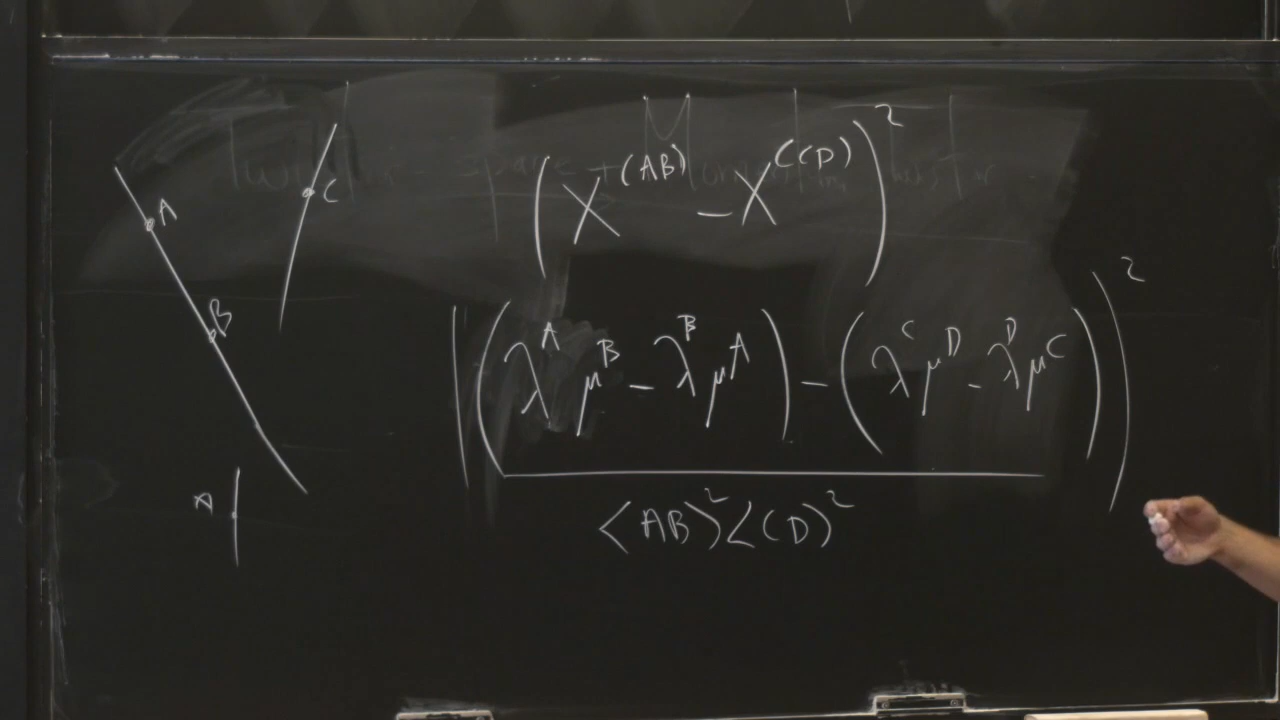 (X^{(AB)} - X^{(CD)})^2
A
C
B
(((λ^A μ^B - λ^B μ^A) - (λ^C μ^D - λ^D μ^C))^2
⟨AB⟩^2⟨CD⟩^2
A